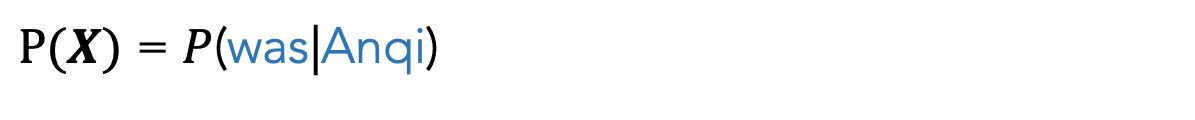 P(X) = P(was|Anqi)